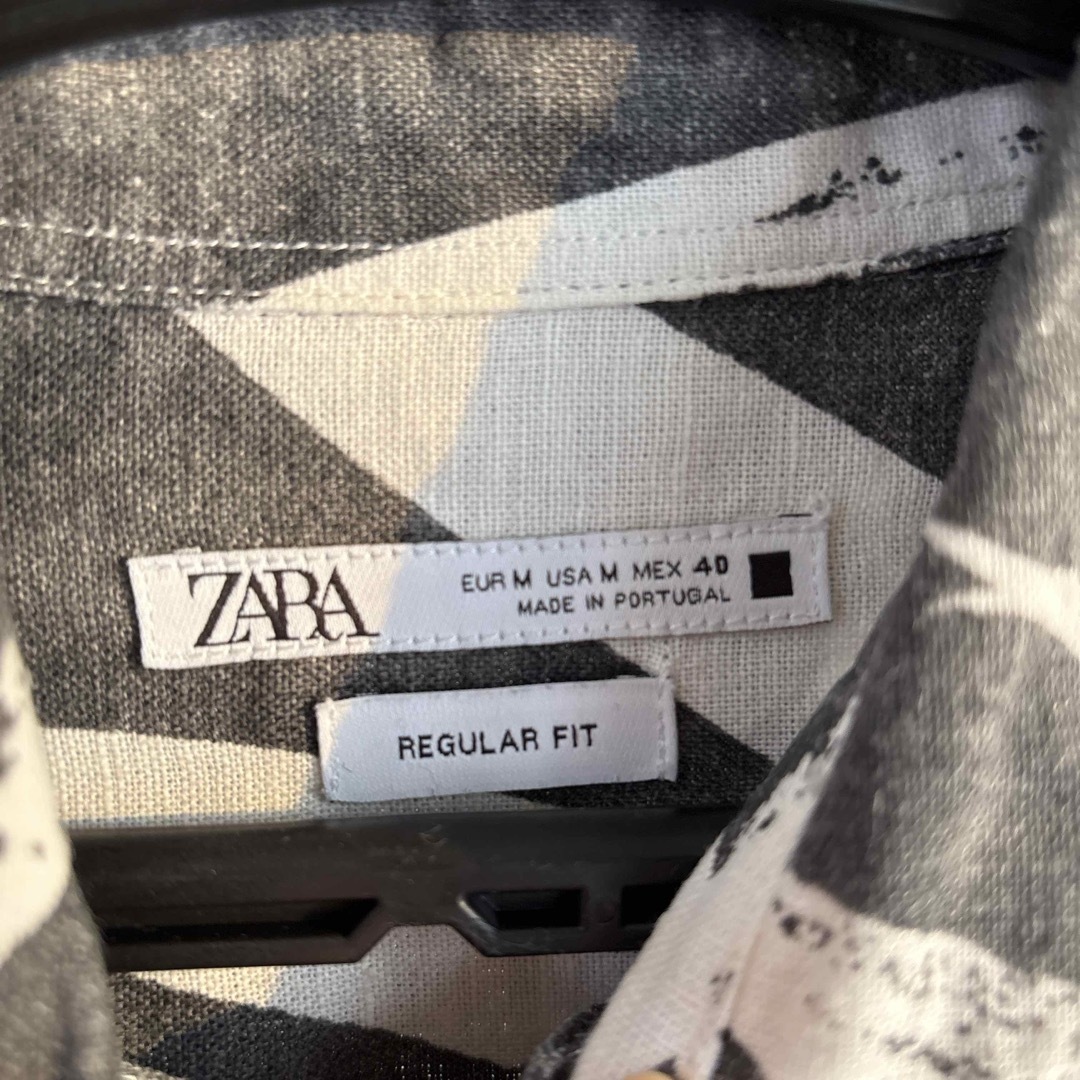 ZARA
EUR M USA M MEX 40
MADE IN PORTUGAL
REGULAR FIT